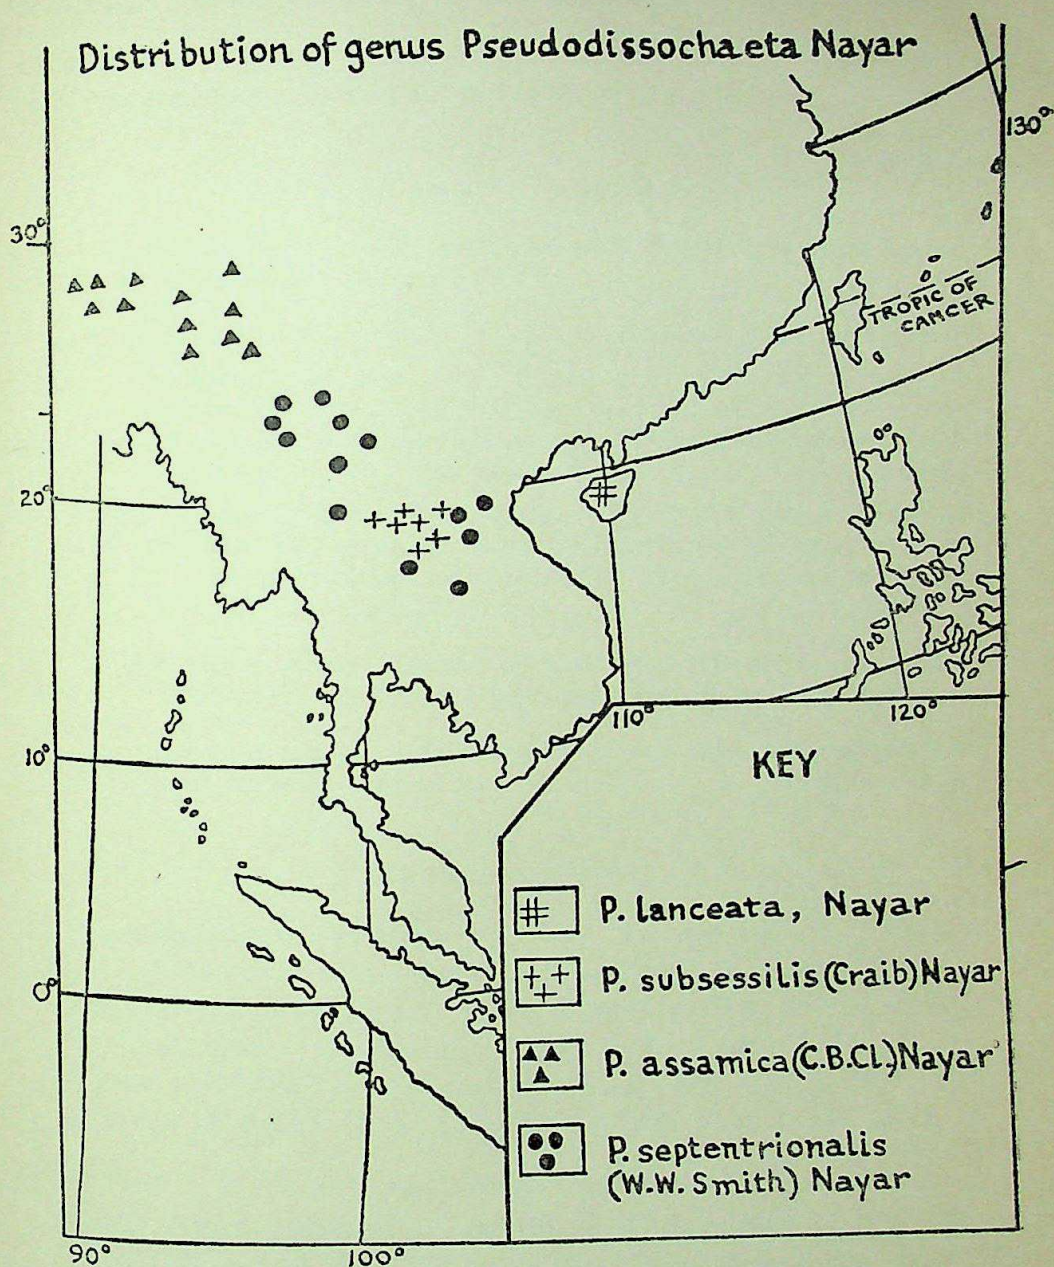 Distribution of genus Pseudodissochaeta Nayar
130°
30°
TROPIC OF
CAMCER
20°
110°
120°
10°
KEY
P. lanceata, Nayar
P. subsessilis (Craib) Nayar
0°
P. assamica (C.B.Cl.) Nayar
P. septentrionalis
(W.W. Smith) Nayar
90°
100°